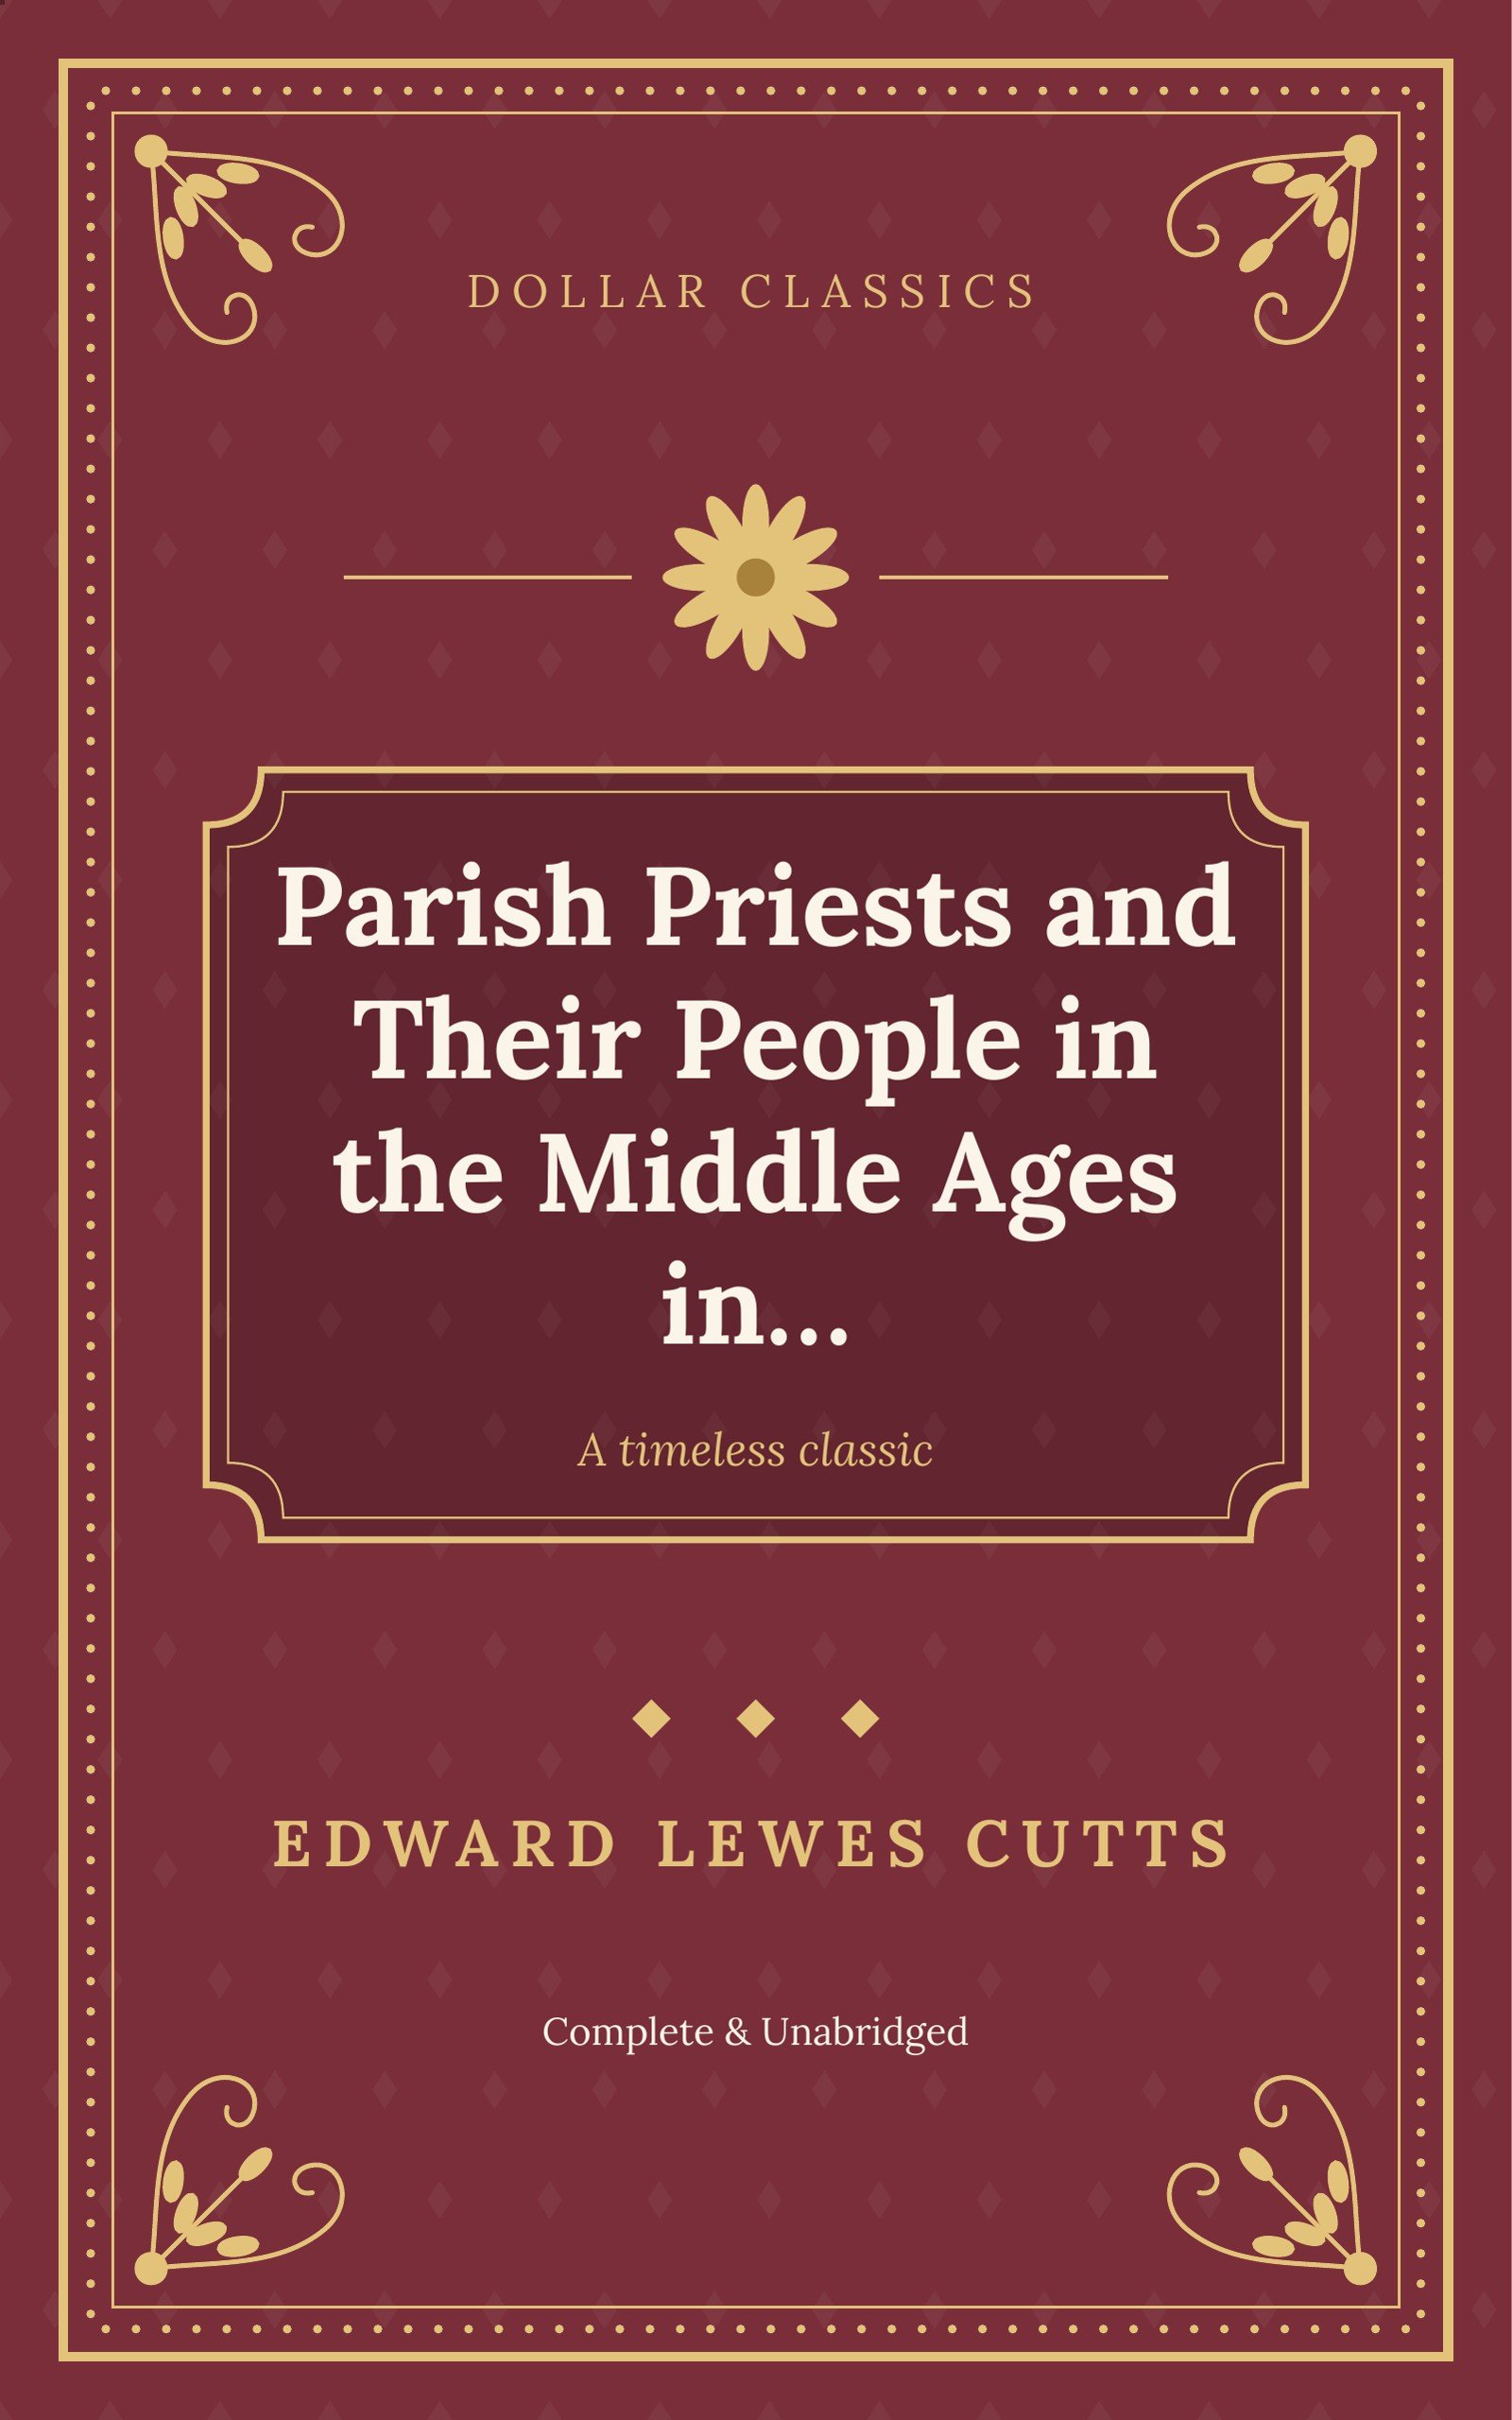 DOLLAR CLASSICS
Parish Priests and
Their People in
the Middle Ages
in...
A timeless classic
EDWARD LEWES CUTTS
Complete & Unabridged